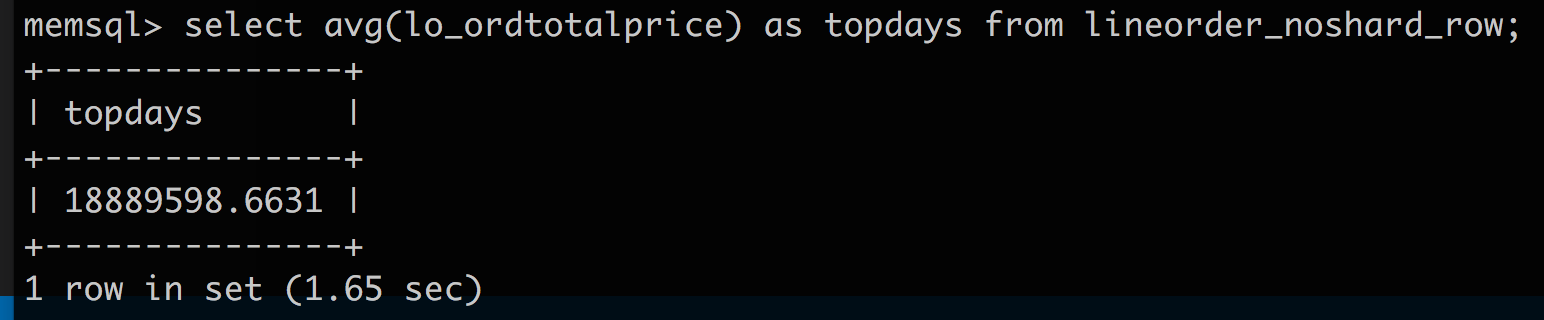 memsql> select avg(lo_ordtotalprice) as topdays from lineorder_noshard_row;
+---------------+
| topdays       |
+---------------+
| 18889598.6631 |
+---------------+
1 row in set (1.65 sec)